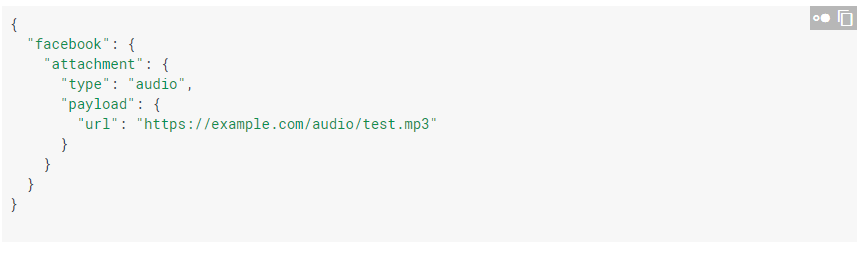 {
  "facebook": {
    "attachment": {
      "type": "audio",
      "payload": {
        "url": "https://example.com/audio/test.mp3"
      }
    }
  }
}